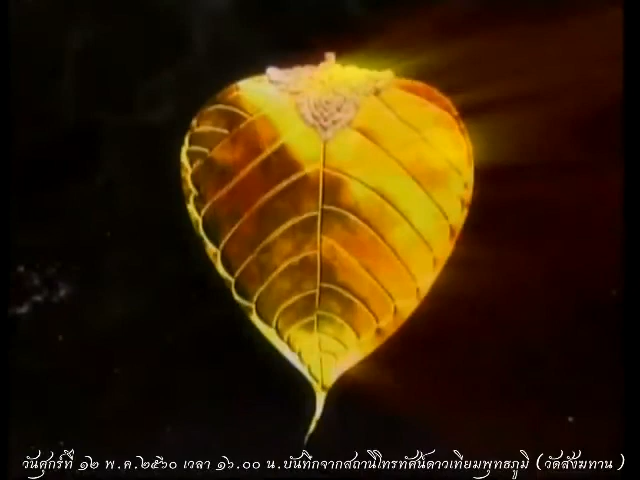 วันศุกร์ที่ ๑๒ พ.ค.๒๕๖๐ เวลา ๑๖.๐๐ น.บันทึกจากสถานีโทรทัศน์ดาวเทียมพุทธภูมิ (วัดสังฆทาน)